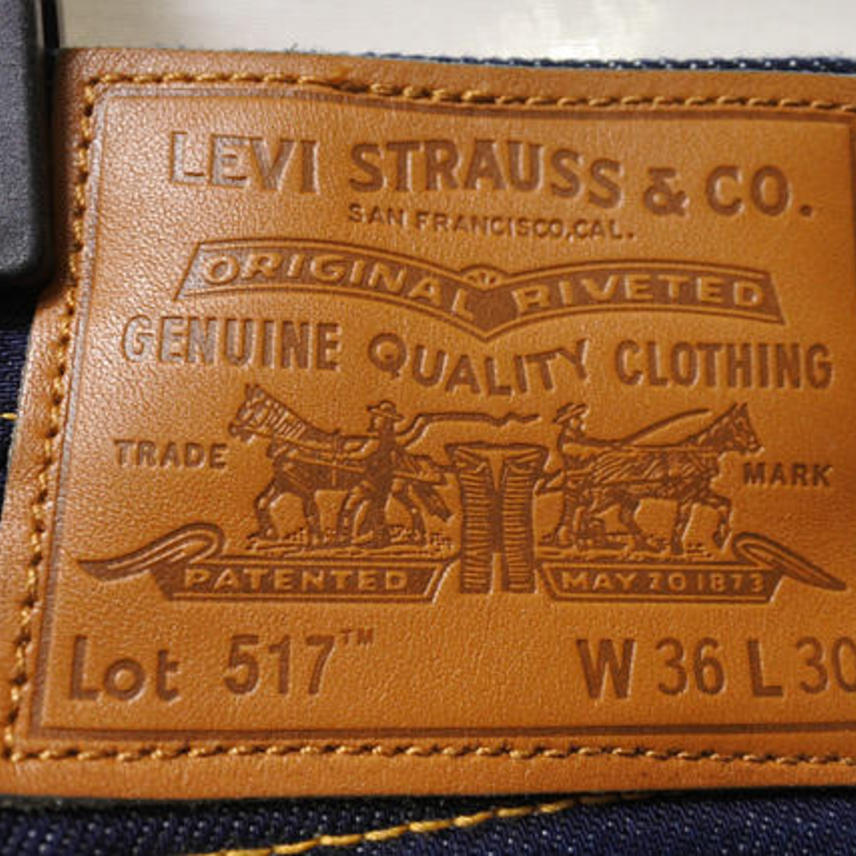 LEVI STRAUSS & CO.
SAN FRANCISCO, CAL.
ORIGINAL RIVETED
GENUINE QUALITY CLOTHING
TRADE MARK
PATENTED MAY 20 1873
Lot 517™ W 36 L 30